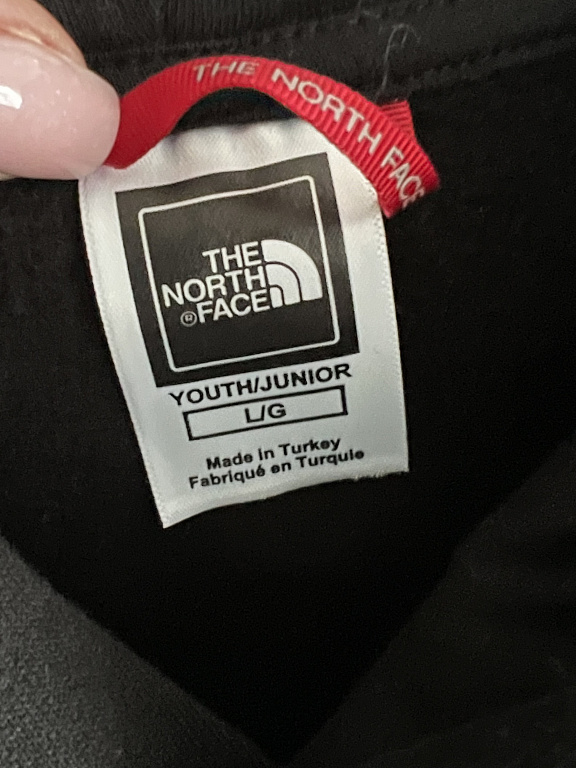 THE NORTH FACE
THE
NORTH
®FACE
YOUTH/JUNIOR
L/G
Made in Turkey
Fabriqué en Turquie